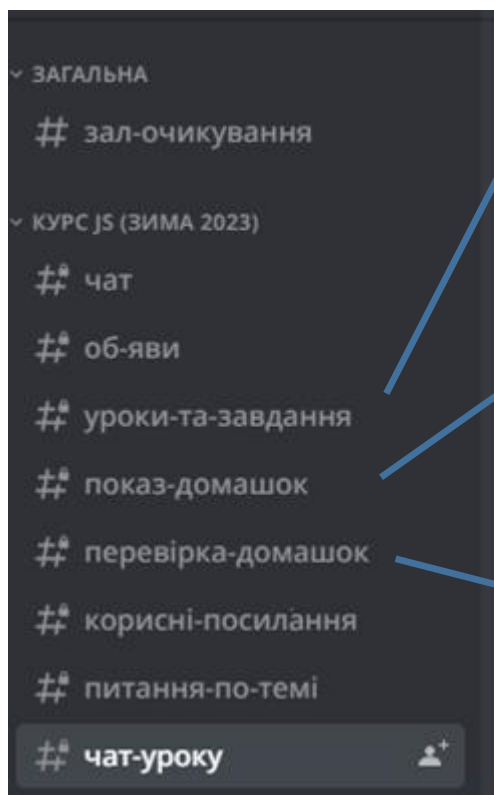 ЗАГАЛЬНА
# зал-очикування
КУРС JS (ЗИМА 2023)
# чат
# об-яви
# уроки-та-завдання
# показ-домашок
# перевірка-домашок
# корисні-посилання
# питання-по-темі
# чат-уроку